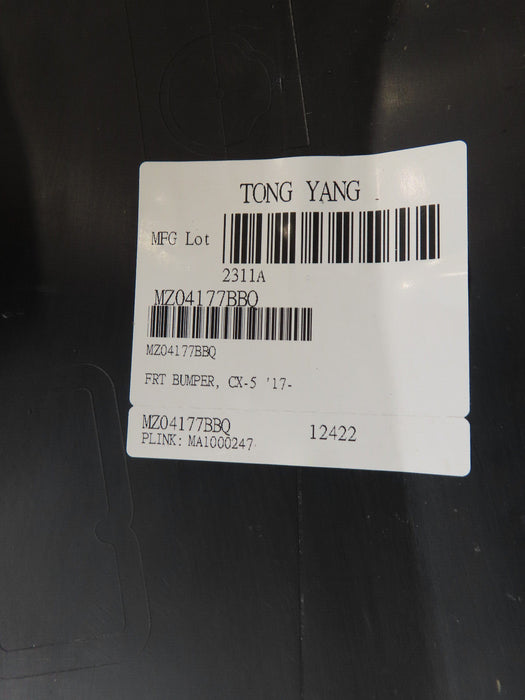 TONG YANG
MFG Lot
2311A
MZ04177BBQ
MZ04177BBQ
FRT BUMPER, CX-5 '17-
MZ04177BBQ
12422
PLINK: MA1000247